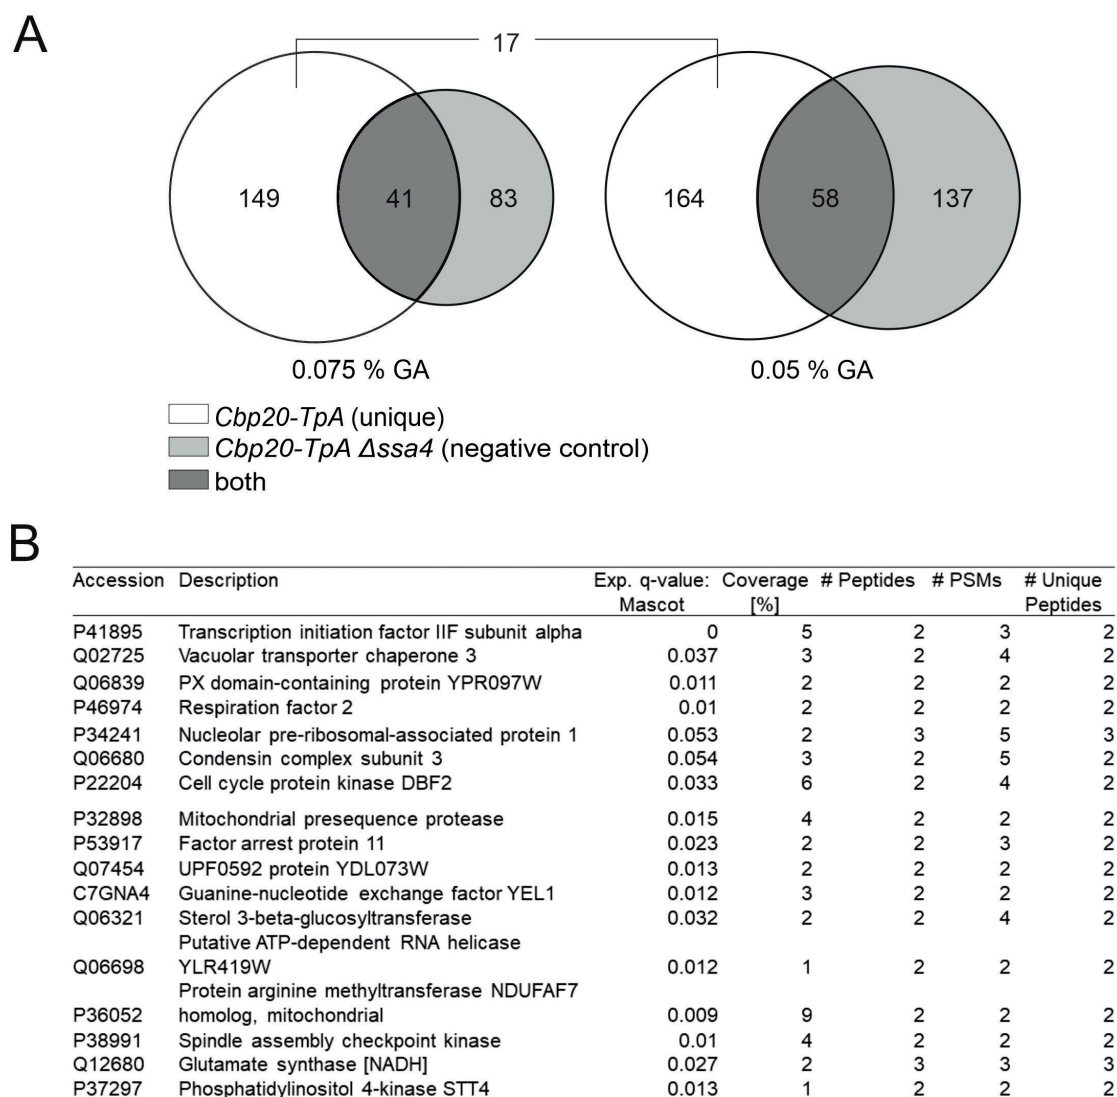 A
17
149
41
83
164
58
137
0.075 % GA
0.05 % GA
Cbp20-TpA (unique)
Cbp20-TpA Δssa4 (negative control)
both
B
Accession Description Exp. q-value: Coverage # Peptides # PSMs # Unique
Mascot [%] Peptides
P41895 Transcription initiation factor IIF subunit alpha 0 5 2 3 2
Q02725 Vacuolar transporter chaperone 3 0.037 3 2 4 2
Q06839 PX domain-containing protein YPR097W 0.011 2 2 2 2
P46974 Respiration factor 2 0.01 2 2 2 2
P34241 Nucleolar pre-ribosomal-associated protein 1 0.053 2 3 5 3
Q06680 Condensin complex subunit 3 0.054 3 2 5 2
P22204 Cell cycle protein kinase DBF2 0.033 6 2 4 2
P32898 Mitochondrial presequence protease 0.015 4 2 2 2
P53917 Factor arrest protein 11 0.023 2 2 3 2
Q07454 UPF0592 protein YDL073W 0.013 2 2 2 2
C7GNA4 Guanine-nucleotide exchange factor YEL1 0.012 3 2 2 2
Q06321 Sterol 3-beta-glucosyltransferase 0.032 2 2 4 2
Putative ATP-dependent RNA helicase
Q06698 YLR419W 0.012 1 2 2 2
Protein arginine methyltransferase NDUFAF7
P36052 homolog, mitochondrial 0.009 9 2 2 2
P38991 Spindle assembly checkpoint kinase 0.01 4 2 2 2
Q12680 Glutamate synthase [NADH] 0.027 2 3 3 3
P37297 Phosphatidylinositol 4-kinase STT4 0.013 1 2 2 2